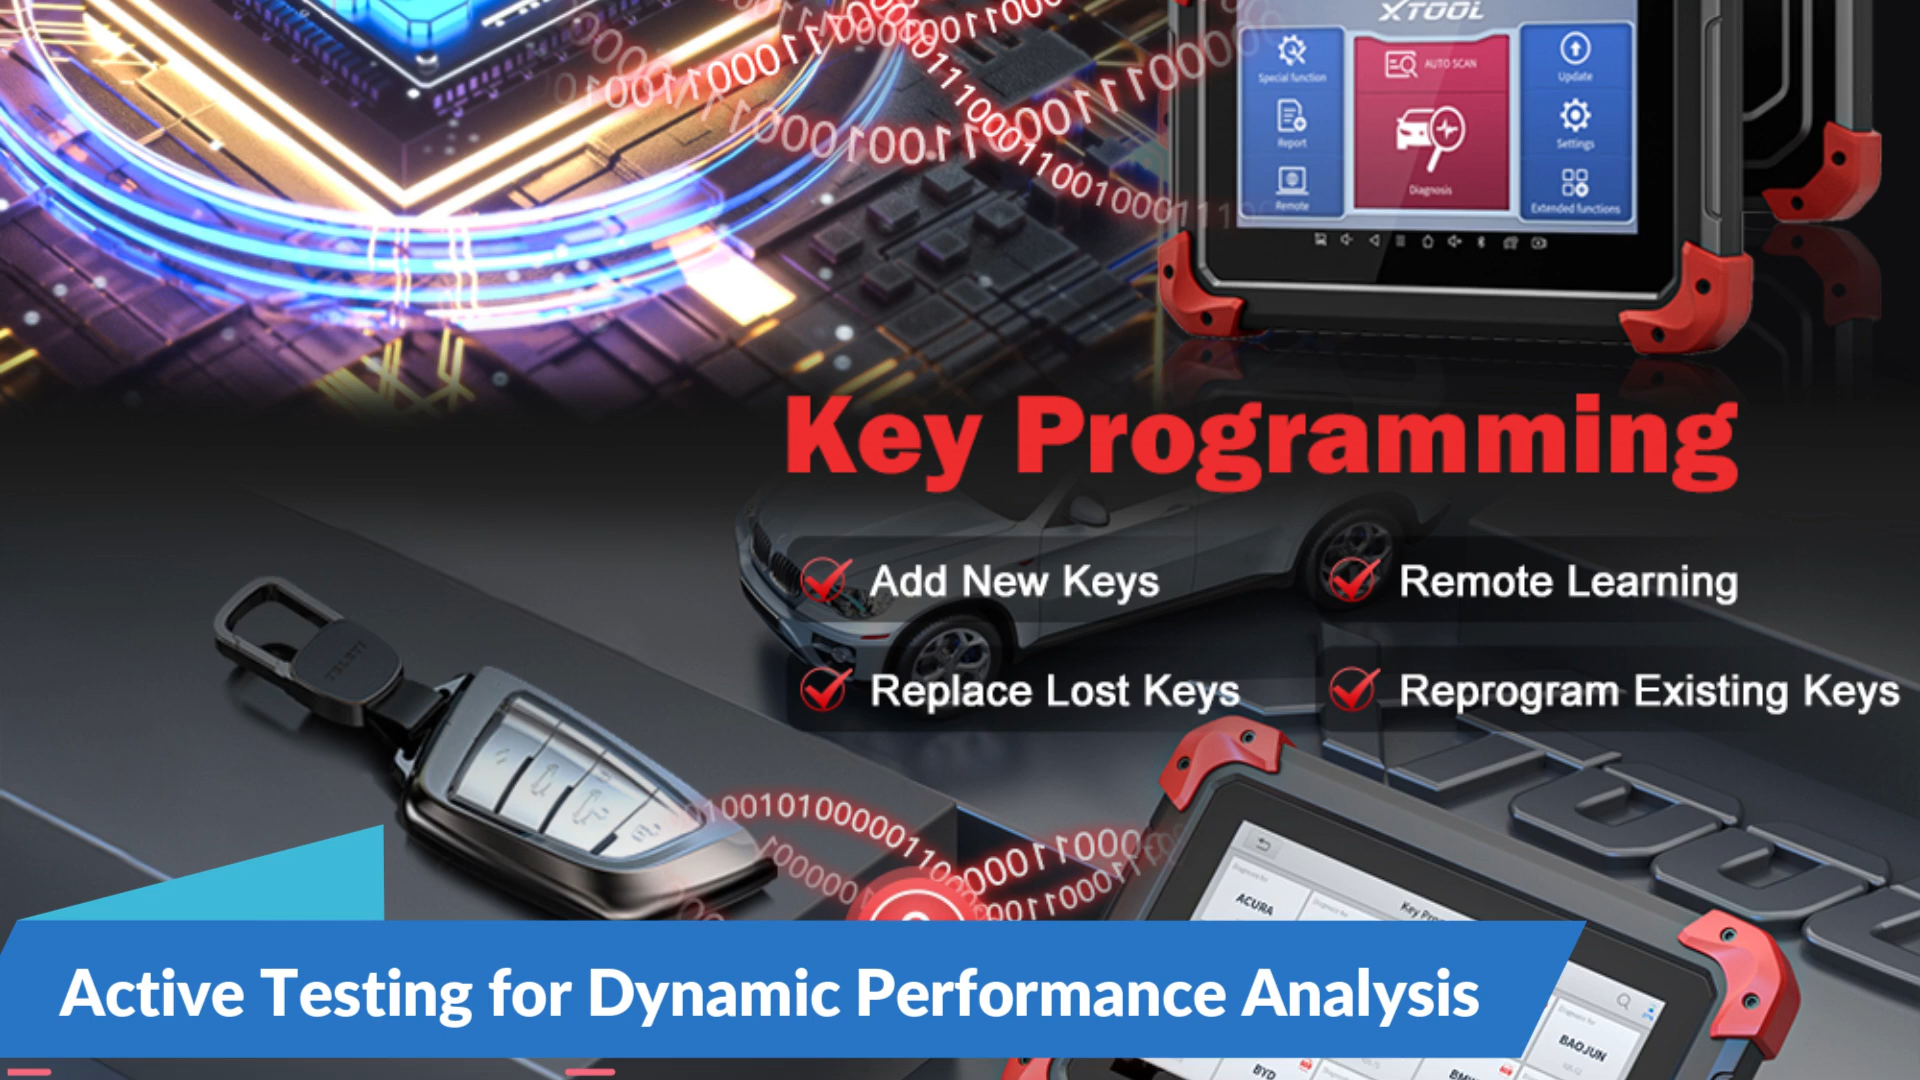 XTOOL
Special function
AUTO SCAN
Update
Report
Settings
Remote
Diagnosis
Extended functions
Key Programming
Add New Keys
Remote Learning
Replace Lost Keys
Reprogram Existing Keys
ACURA
BAOJUN
BYD
Active Testing for Dynamic Performance Analysis